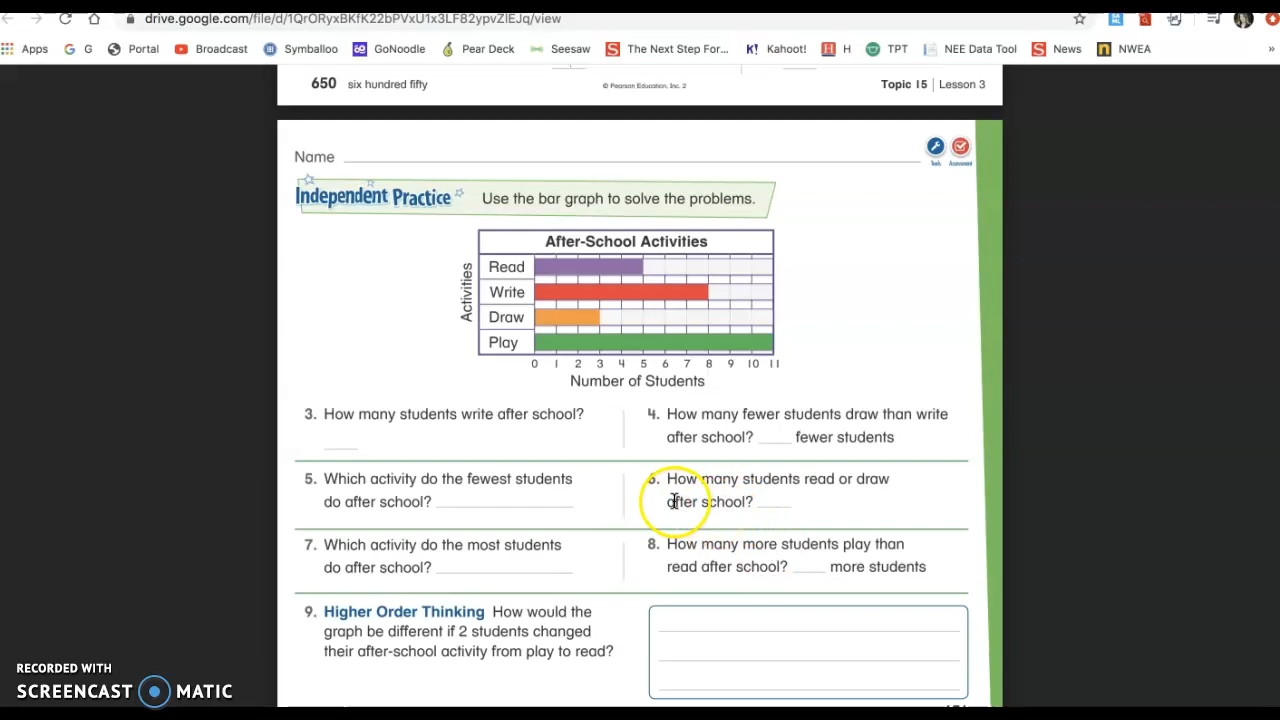 drive.google.com/file/d/1QrORyxBKfK22bPVxU1x3LF82ypvZlEJq/view
Apps G Portal Broadcast Symballoo GoNoodle Pear Deck Seesaw The Next Step For... Kahoot! H TPT NEE Data Tool News NWEA »
650 six hundred fifty © Pearson Education, Inc. 2 Topic 15 | Lesson 3
Name
Tools Assessment
Independent Practice Use the bar graph to solve the problems.
After-School Activities
Activities
Read
Write
Draw
Play
0 1 2 3 4 5 6 7 8 9 10 11
Number of Students
3. How many students write after school?
4. How many fewer students draw than write
after school? ____ fewer students
5. Which activity do the fewest students
do after school?
6. How many students read or draw
after school? ____
7. Which activity do the most students
do after school?
8. How many more students play than
read after school? ____ more students
9. Higher Order Thinking How would the
graph be different if 2 students changed
their after-school activity from play to read?
RECORDED WITH
SCREENCAST MATIC